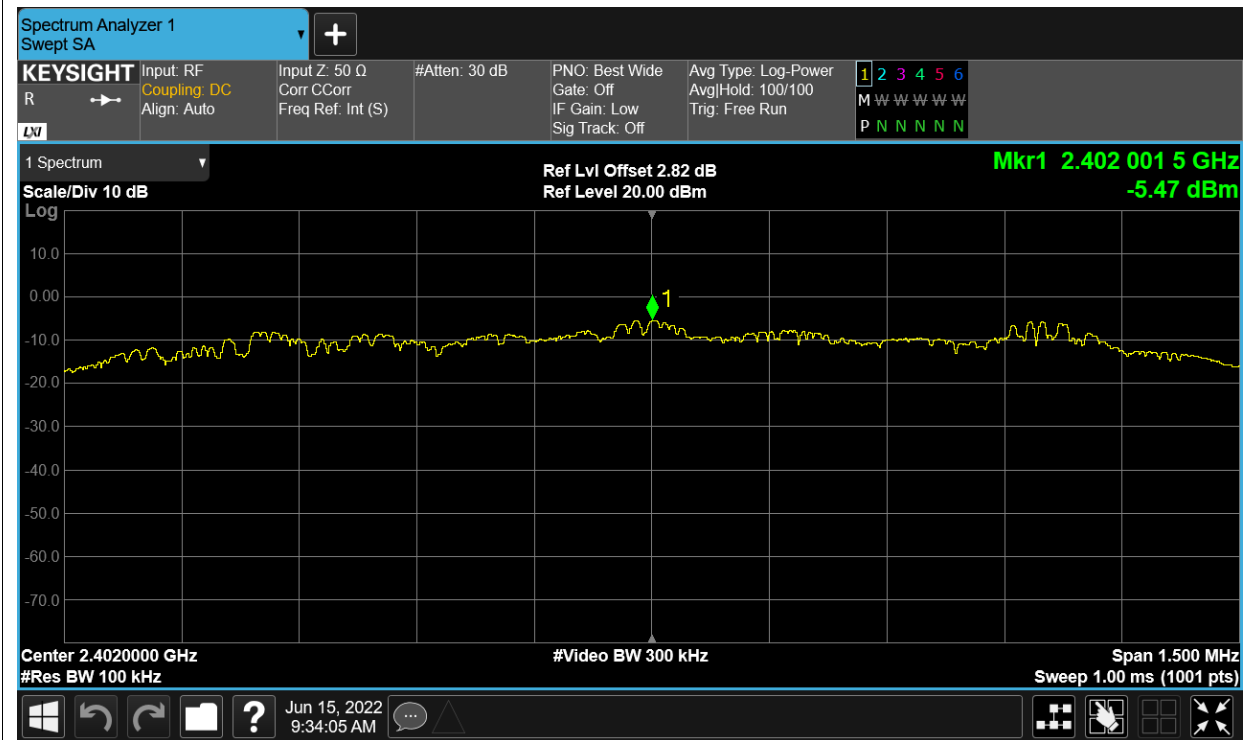 Spectrum Analyzer 1
Swept SA
▼
+
KEYSIGHT
R
LXI
Input: RF
Coupling: DC
Align: Auto
Input Z: 50 Ω
Corr CCorr
Freq Ref: Int (S)
#Atten: 30 dB
PNO: Best Wide
Gate: Off
IF Gain: Low
Sig Track: Off
Avg Type: Log-Power
Avg|Hold: 100/100
Trig: Free Run
1 2 3 4 5 6
M W W W W W
P N N N N N
1 Spectrum ▼
Scale/Div 10 dB
Ref Lvl Offset 2.82 dB
Ref Level 20.00 dBm
Mkr1 2.402 001 5 GHz
-5.47 dBm
Log
10.0
0.00
-10.0
-20.0
-30.0
-40.0
-50.0
-60.0
-70.0
1
Center 2.4020000 GHz
#Res BW 100 kHz
#Video BW 300 kHz
Span 1.500 MHz
Sweep 1.00 ms (1001 pts)
?
Jun 15, 2022
9:34:05 AM